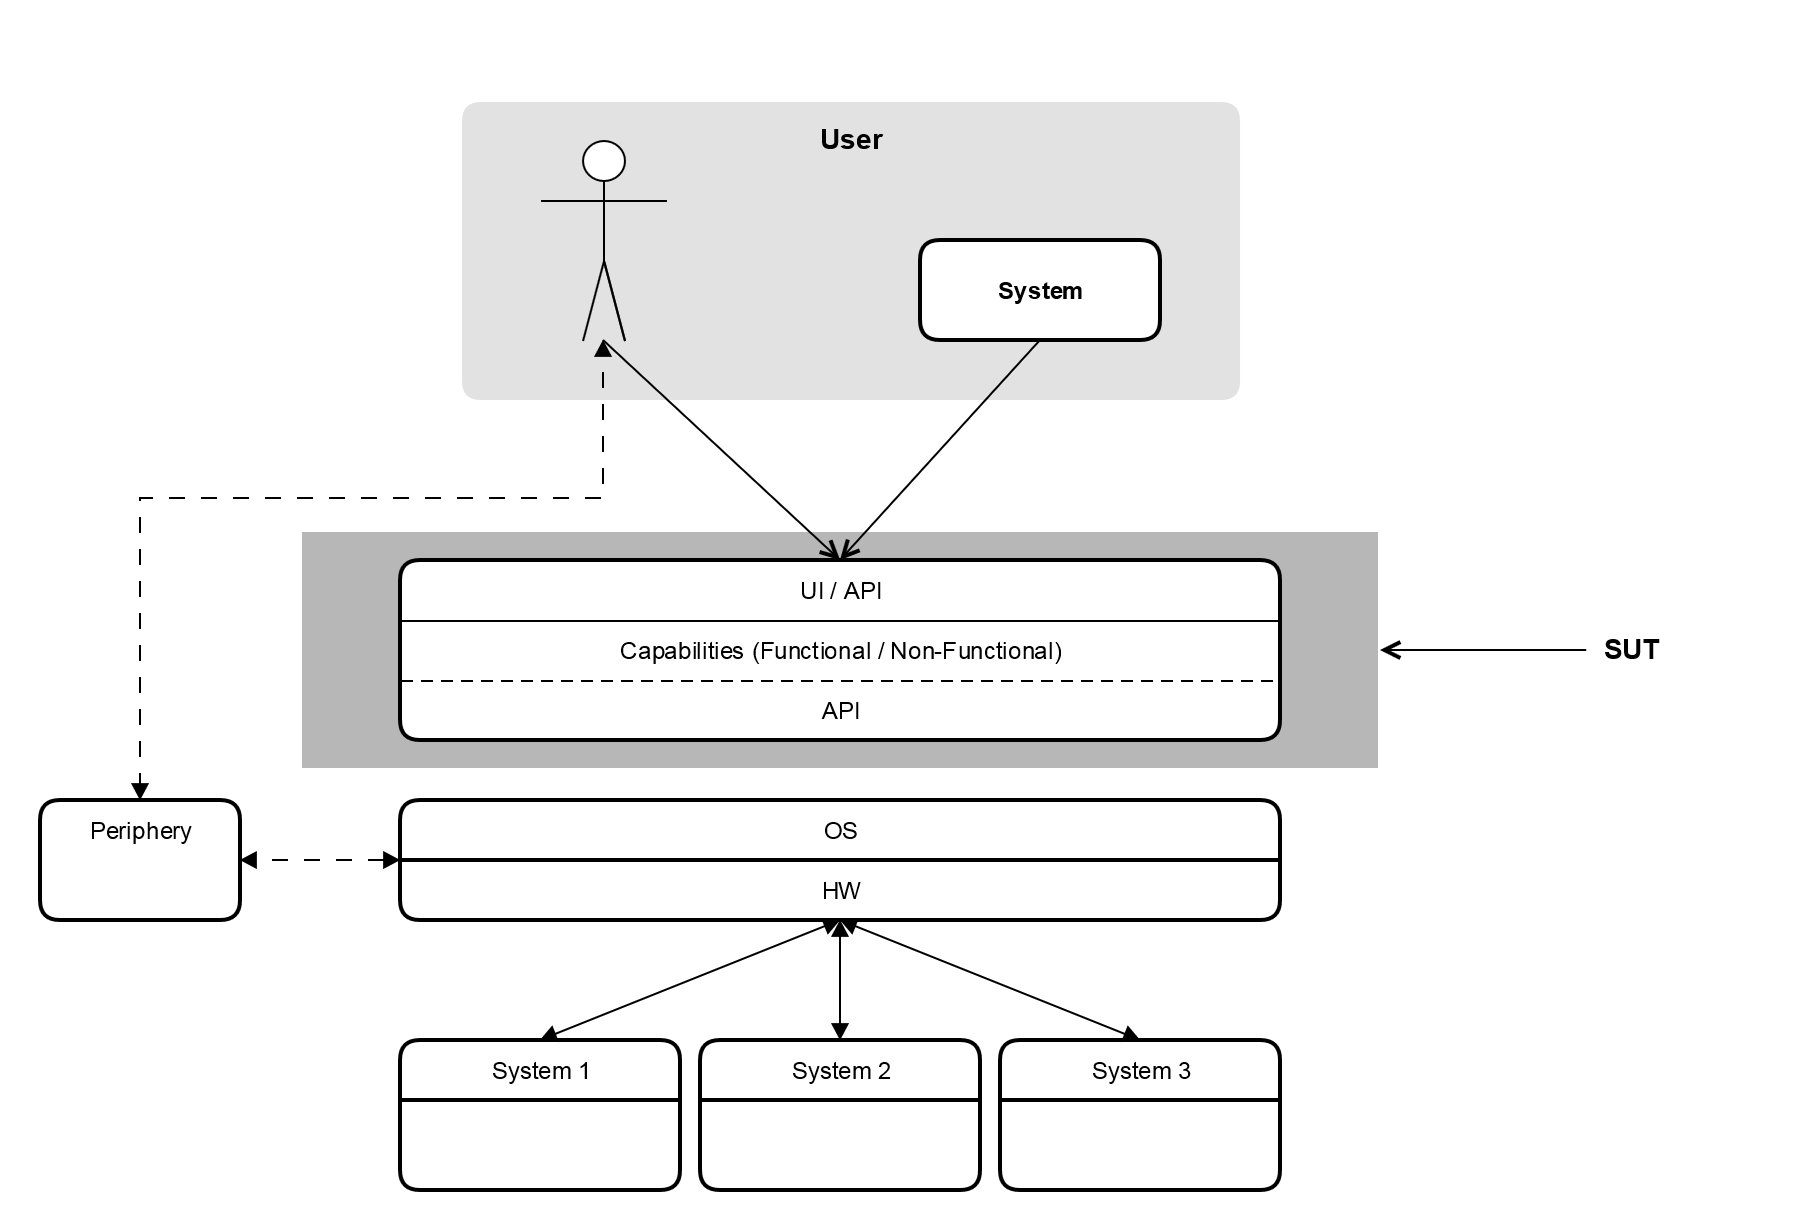 User
System
UI / API
Capabilities (Functional / Non-Functional)
API
SUT
Periphery
OS
HW
System 1
System 2
System 3